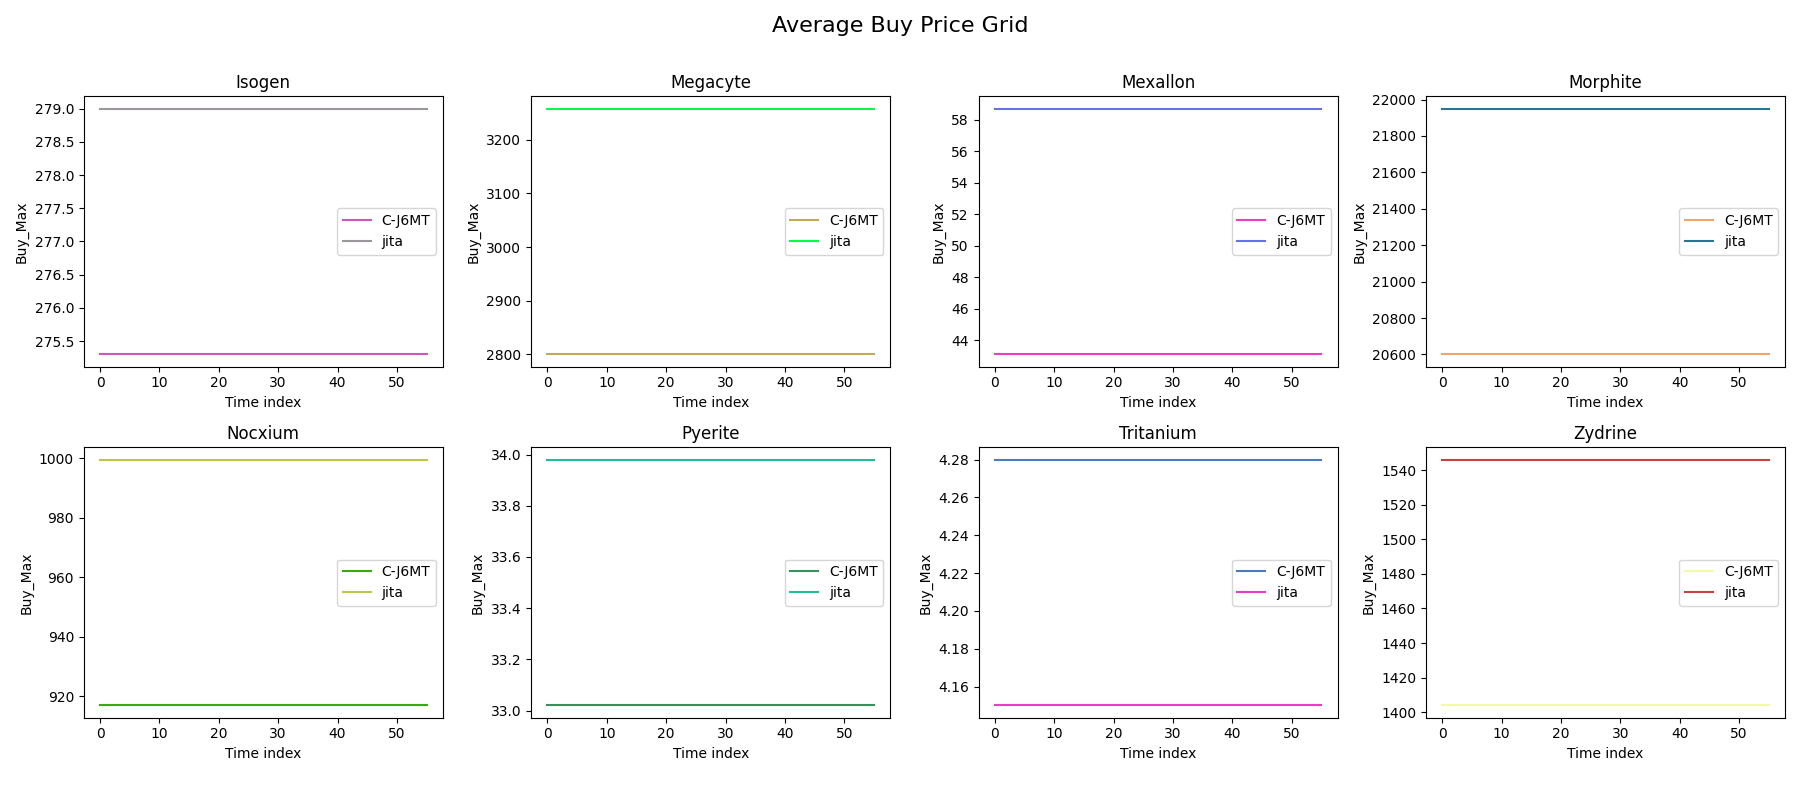 Average Buy Price Grid
Isogen
279.0
278.5
278.0
277.5
277.0
276.5
276.0
275.5
Buy_Max
C-J6MT
jita
0 10 20 30 40 50
Time index
Megacyte
3200
3100
3000
2900
2800
Buy_Max
C-J6MT
jita
0 10 20 30 40 50
Time index
Mexallon
58
56
54
52
50
48
46
44
Buy_Max
C-J6MT
jita
0 10 20 30 40 50
Time index
Morphite
22000
21800
21600
21400
21200
21000
20800
20600
Buy_Max
C-J6MT
jita
0 10 20 30 40 50
Time index
Nocxium
1000
980
960
940
920
Buy_Max
C-J6MT
jita
0 10 20 30 40 50
Time index
Pyerite
34.0
33.8
33.6
33.4
33.2
33.0
Buy_Max
C-J6MT
jita
0 10 20 30 40 50
Time index
Tritanium
4.28
4.26
4.24
4.22
4.20
4.18
4.16
Buy_Max
C-J6MT
jita
0 10 20 30 40 50
Time index
Zydrine
1540
1520
1500
1480
1460
1440
1420
1400
Buy_Max
C-J6MT
jita
0 10 20 30 40 50
Time index